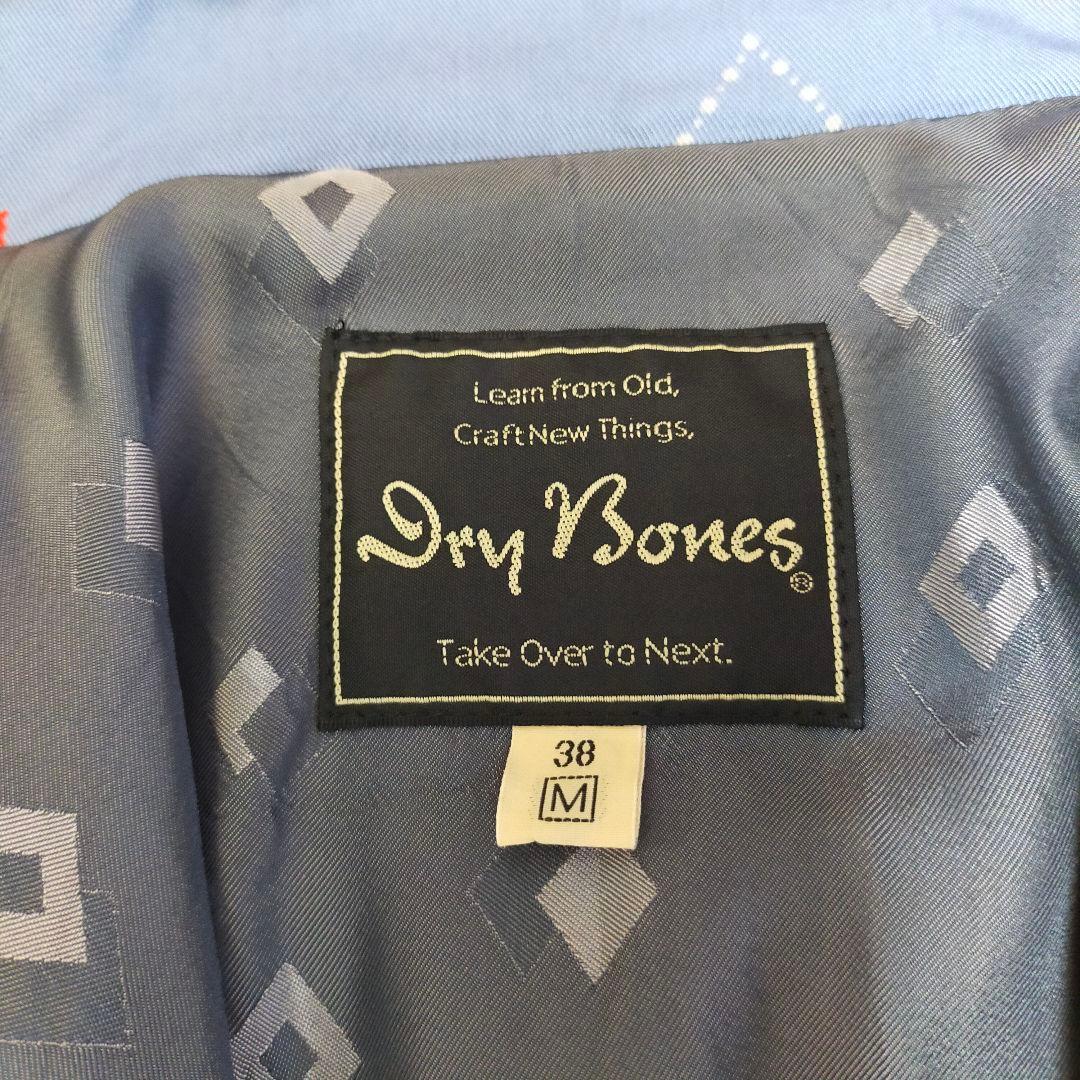 Learn from Old,
Craft New Things,
Dry Bones®
Take Over to Next.
38
M